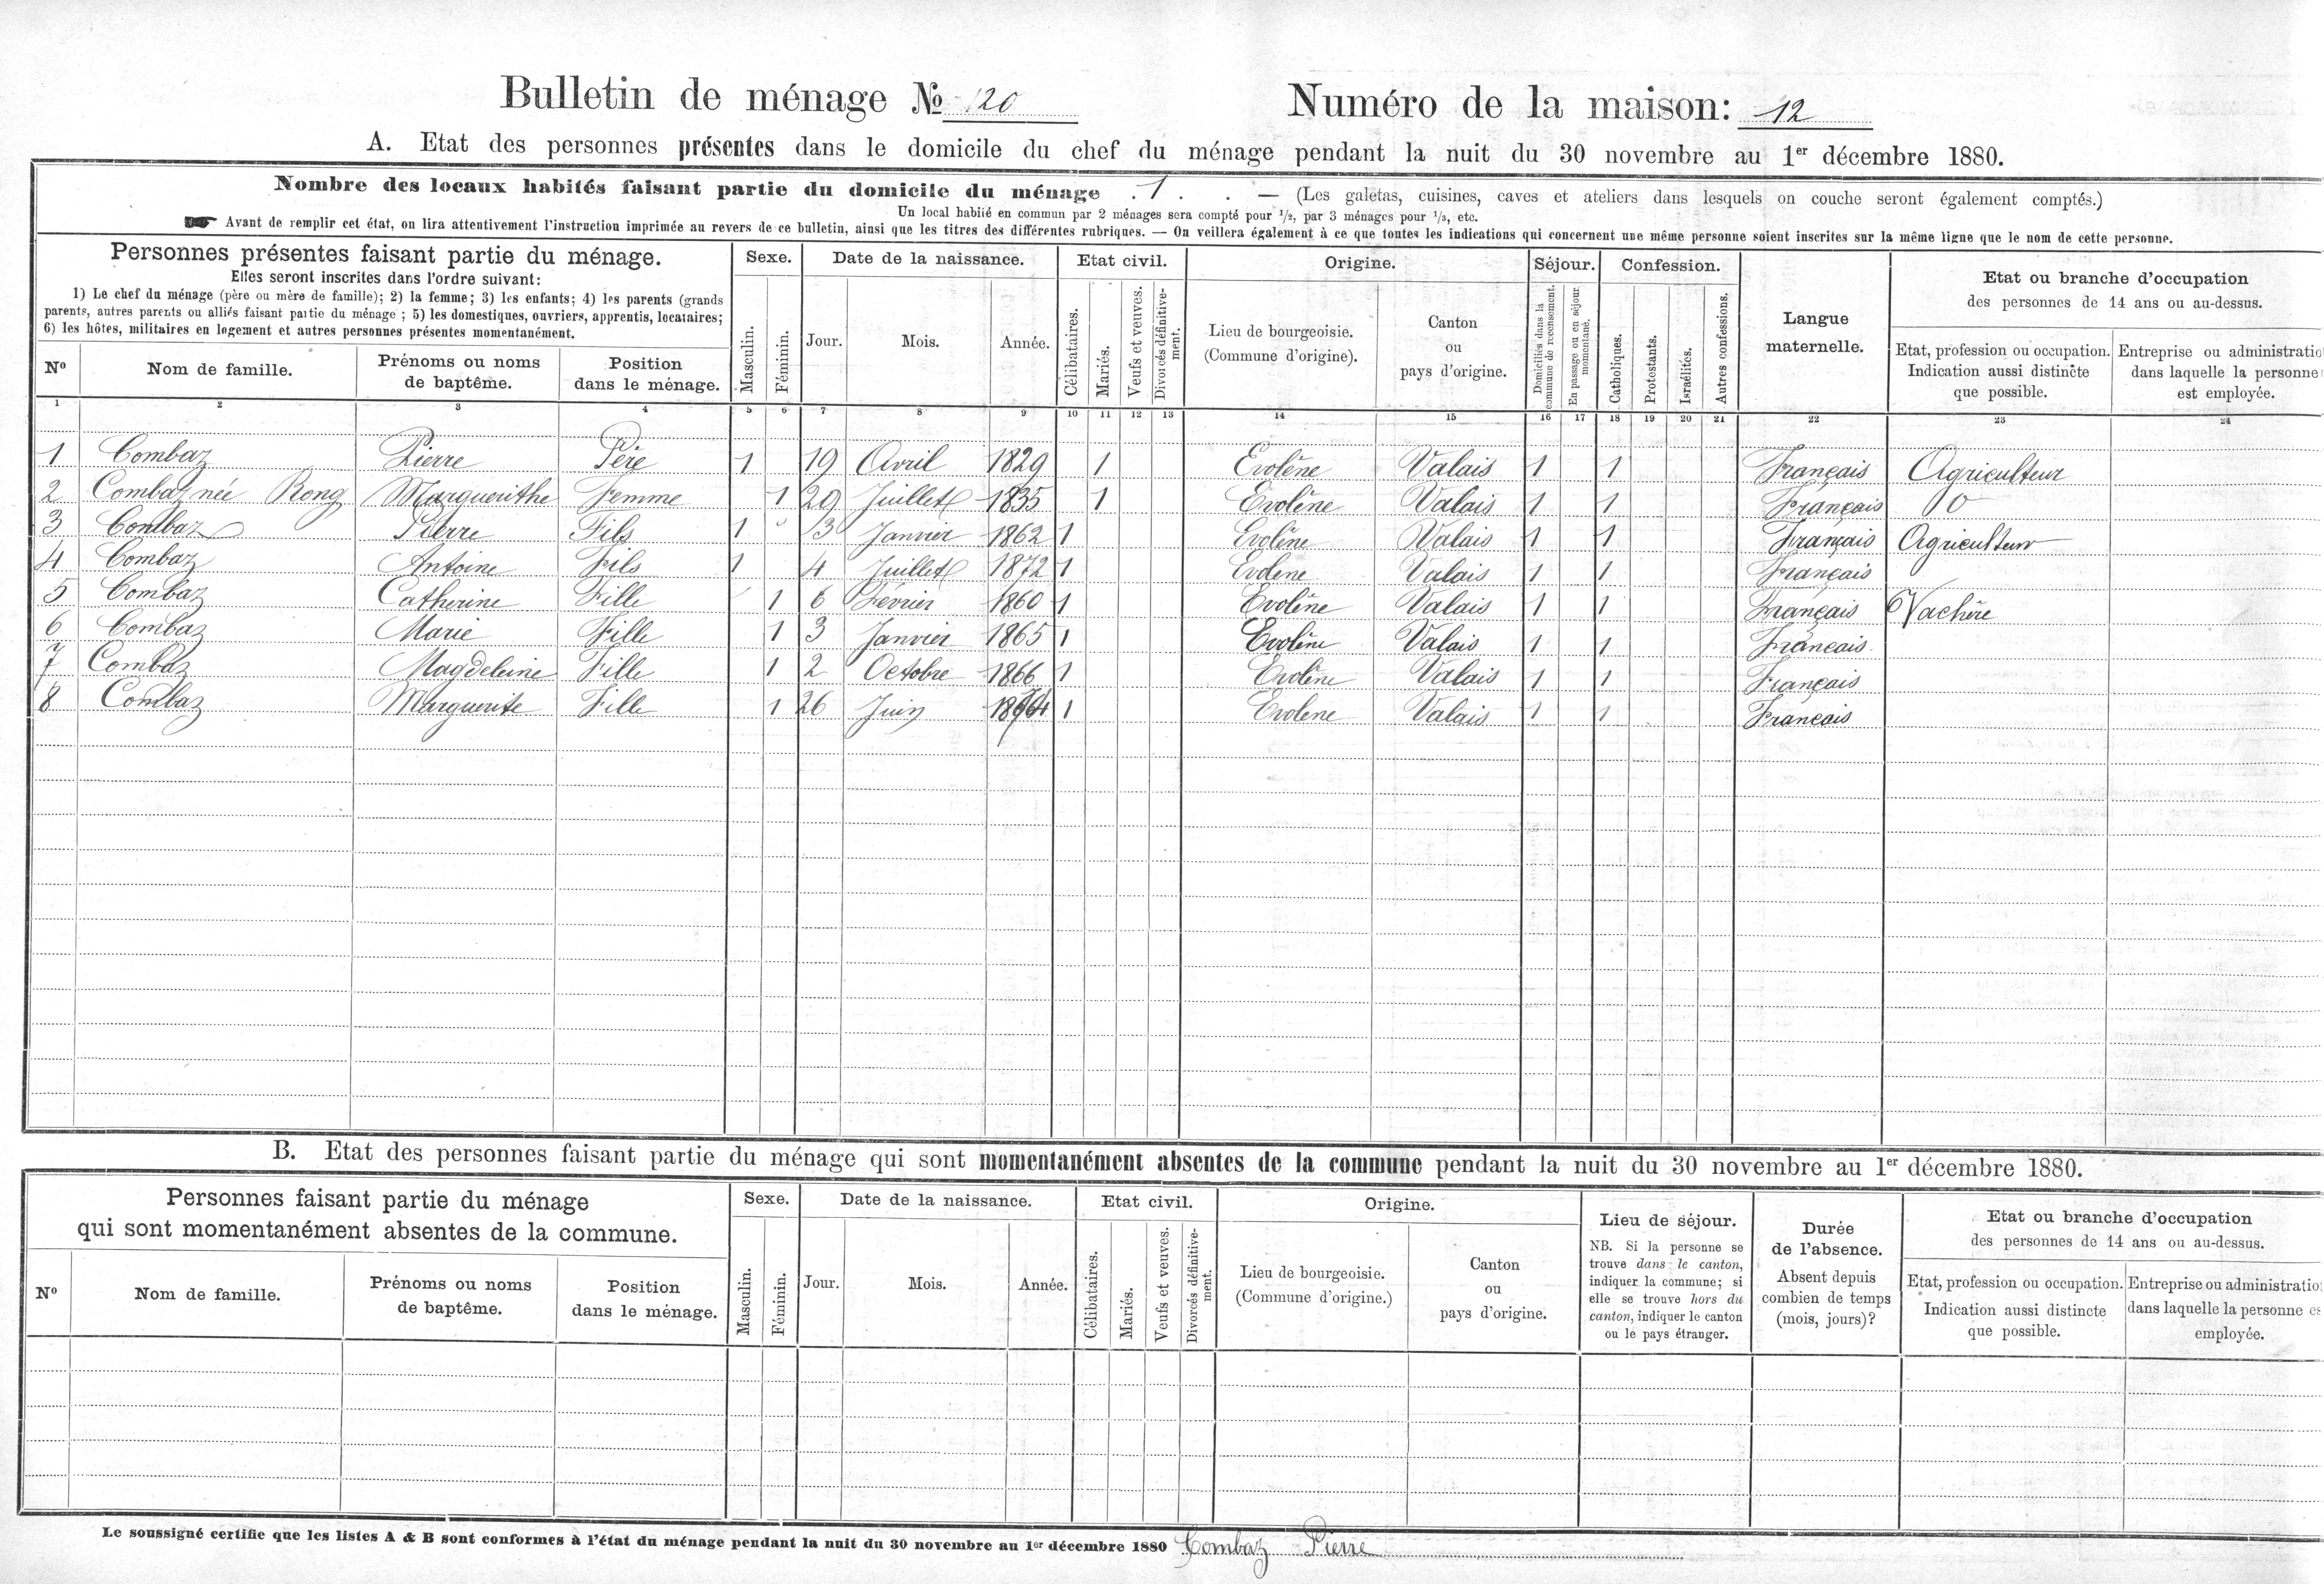 Bulletin de ménage № 120 Numéro de la maison: 12
A. Etat des personnes présentes dans le domicile du chef du ménage pendant la nuit du 30 novembre au 1er décembre 1880.
Nombre des locaux habités faisant partie du domicile du ménage . 1 . . — (Les galetas, cuisines, caves et ateliers dans lesquels on couche seront également comptés.)
Un local habité en commun par 2 ménages sera compté pour 1/2, par 3 ménages pour 1/3, etc.
☛ Avant de remplir cet état, on lira attentivement l'instruction imprimée au revers de ce bulletin, ainsi que les titres des différentes rubriques. — On veillera également à ce que toutes les indications qui concernent une même personne soient inscrites sur la même ligne que le nom de cette personne.
Personnes présentes faisant partie du ménage.
Elles seront inscrites dans l'ordre suivant:
1) Le chef du ménage (père ou mère de famille); 2) la femme; 3) les enfants; 4) les parents (grands
parents, autres parents ou alliés faisant partie du ménage ; 5) les domestiques, ouvriers, apprentis, locataires;
6) les hôtes, militaires en logement et autres personnes présentes momentanément.
No
Nom de famille.
Prénoms ou noms
de baptême.
Position
dans le ménage.
Sexe.
Masculin.
Féminin.
Date de la naissance.
Jour.
Mois.
Année.
Etat civil.
Célibataires.
Mariés.
Veufs et veuves.
Divorcés définitive-
ment.
Origine.
Lieu de bourgeoisie.
(Commune d'origine).
Canton
ou
pays d'origine.
Séjour.
Domiciliés dans la
commune de recensement.
En passage ou en séjour
momentané.
Confession.
Catholiques.
Protestants.
Israélites.
Autres confessions.
Langue
maternelle.
Etat ou branche d'occupation
des personnes de 14 ans ou au-dessus.
Etat, profession ou occupation.
Indication aussi distincte
que possible.
Entreprise ou administratio
dans laquelle la personne
est employée.
1 2 3 4 5 6 7 8 9 10 11 12 13 14 15 16 17 18 19 20 21 22 23 24
1 Combaz Pierre Père 1 19 Avril 1829 1 Evolène Valais 1 1 Français Agriculteur
2 Combaz née Rong Marguerithe Femme 1 29 Juillet 1835 1 Evolène Valais 1 1 Français 0
3 Combaz Pierre Fils 1 3 Janvier 1862 1 Evolène Valais 1 1 Français Agriculteur
4 Combaz Antoine Fils 1 4 Juillet 1872 1 Evolene Valais 1 1 Français
5 Combaz Catherine Fille 1 6 Fevrier 1860 1 Evolène Valais 1 1 Français Vachère
6 Combaz Marie Fille 1 3 Janvier 1865 1 Evolène Valais 1 1 Francais
7 Combaz Magdeleine Fille 1 2 Octobre 1866 1 Evolène Valais 1 1 Français
8 Combaz Marguerite Fille 1 26 Juin 1 Evolene Valais 1 1 Français
B. Etat des personnes faisant partie du ménage qui sont momentanément absentes de la commune pendant la nuit du 30 novembre au 1er décembre 1880.
Personnes faisant partie du ménage
qui sont momentanément absentes de la commune.
No
Nom de famille.
Prénoms ou noms
de baptême.
Position
dans le ménage.
Sexe.
Masculin.
Féminin.
Date de la naissance.
Jour.
Mois.
Année.
Etat civil.
Célibataires.
Mariés.
Veufs et veuves.
Divorcés définitive-
ment.
Origine.
Lieu de bourgeoisie.
(Commune d'origine.)
Canton
ou
pays d'origine.
Lieu de séjour.
NB. Si la personne se
trouve dans le canton,
indiquer la commune; si
elle se trouve hors du
canton, indiquer le canton
ou le pays étranger.
Durée
de l'absence.
Absent depuis
combien de temps
(mois, jours)?
Etat ou branche d'occupation
des personnes de 14 ans ou au-dessus.
Etat, profession ou occupation.
Indication aussi distincte
que possible.
Entreprise ou administratio
dans laquelle la personne es
employée.
Le soussigné certifie que les listes A & B sont conformes à l'état du ménage pendant la nuit du 30 novembre au 1er décembre 1880 Combaz Pierre